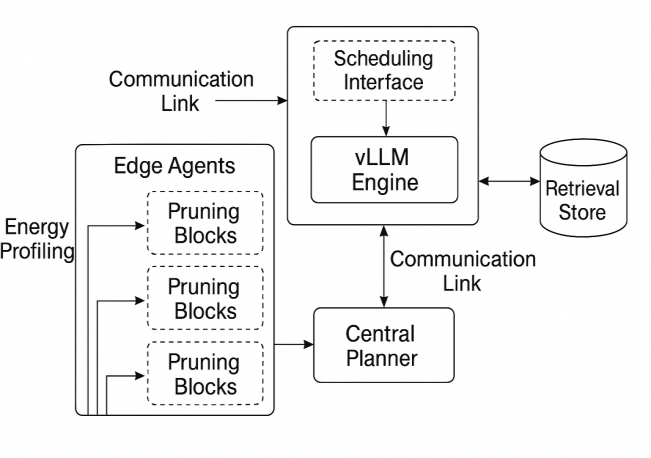 Scheduling
Interface
Communication
Link
vLLM
Engine
Edge Agents
Retrieval
Store
Pruning
Blocks
Energy
Profiling
Communication
Link
Pruning
Blocks
Central
Planner
Pruning
Blocks